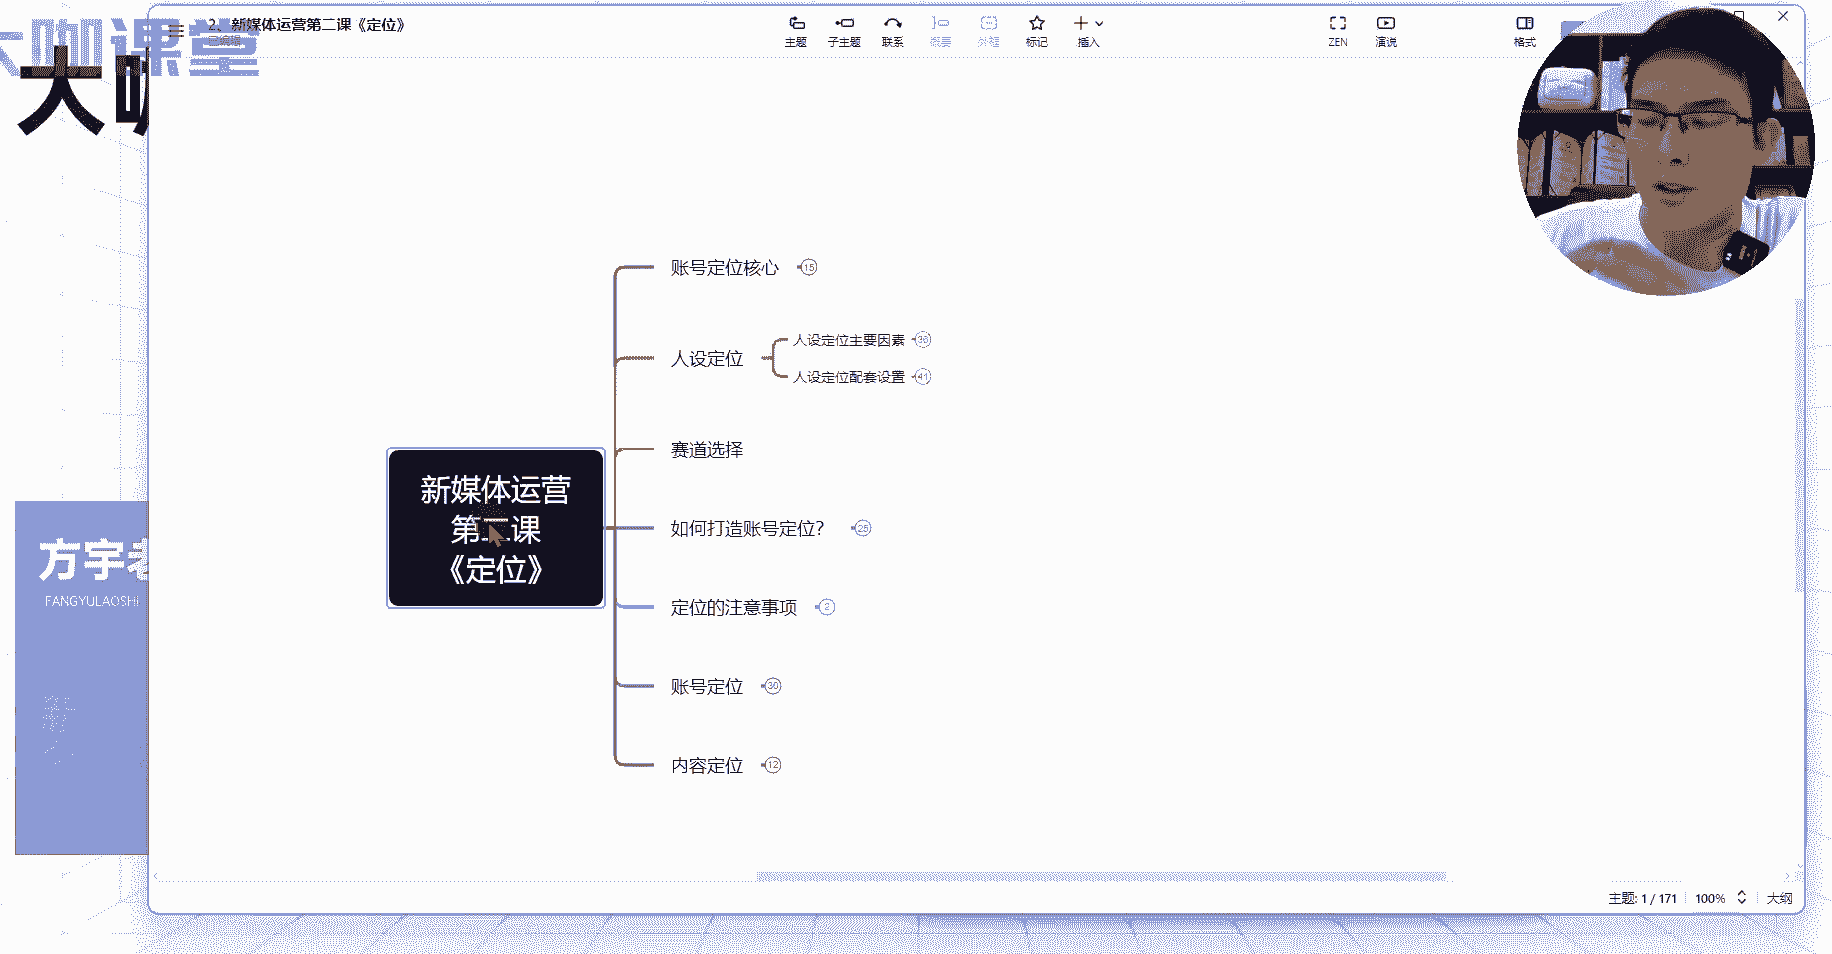 大咖课堂
大
2、新媒体运营第二课《定位》
已编辑
主题
子主题
联系
概要
外框
标记
插入
ZEN
演说
格式
账号定位核心 15
人设定位
人设定位主要因素 36
人设定位配套设置 41
赛道选择
新媒体运营
第二课
《定位》
如何打造账号定位？ 25
定位的注意事项 2
账号定位 30
内容定位 12
方宇老
FANGYULAOSHI
主题: 1 / 171
100%
大纲